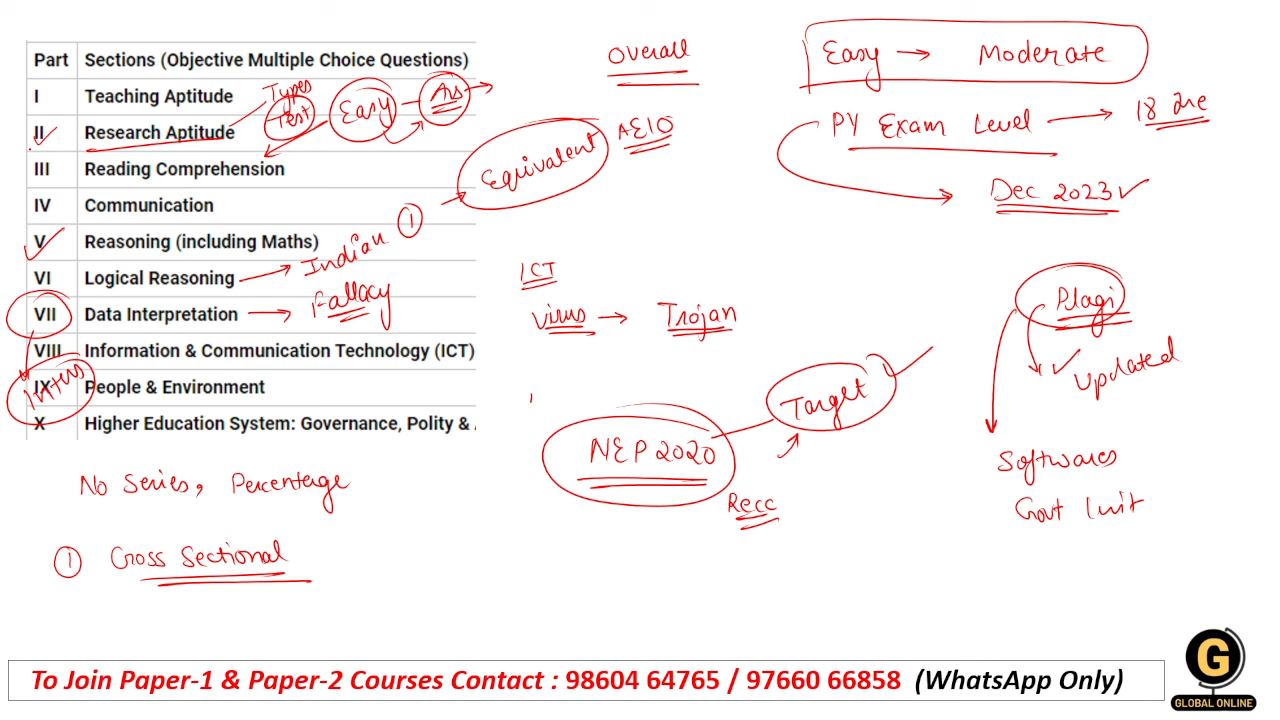 Part Sections (Objective Multiple Choice Questions)
I Teaching Aptitude
II Research Aptitude
III Reading Comprehension
IV Communication
V Reasoning (including Maths)
VI Logical Reasoning
VII Data Interpretation
VIII Information & Communication Technology (ICT)
IX People & Environment
X Higher Education System: Governance, Polity &
Types
Test
Easy
Indian ①
Fallacy
No Series, Percentage
① Cross Sectional
Overall
Equivalent
AEIO
ICT
Virus → Trojan
Target
NEP 2020
Recc
Easy → Moderate
PY Exam Level → 18
Dec 2023 ✓
Plagi
✓ Updated
Softwares
Govt
To Join Paper-1 & Paper-2 Courses Contact : 98604 64765 / 97660 66858 (WhatsApp Only)
G
GLOBAL ONLINE